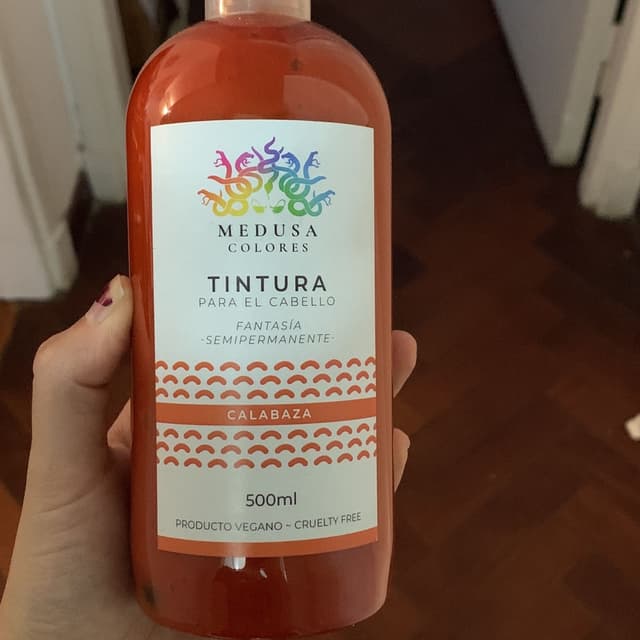 MEDUSA
COLORES
TINTURA
PARA EL CABELLO
FANTASÍA
-SEMIPERMANENTE-
CALABAZA
500ml
PRODUCTO VEGANO ~ CRUELTY FREE